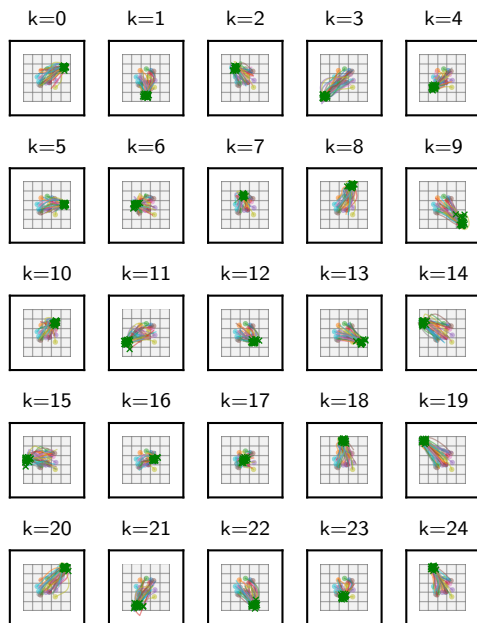 k=0 k=1 k=2 k=3 k=4
k=5 k=6 k=7 k=8 k=9
k=10 k=11 k=12 k=13 k=14
k=15 k=16 k=17 k=18 k=19
k=20 k=21 k=22 k=23 k=24